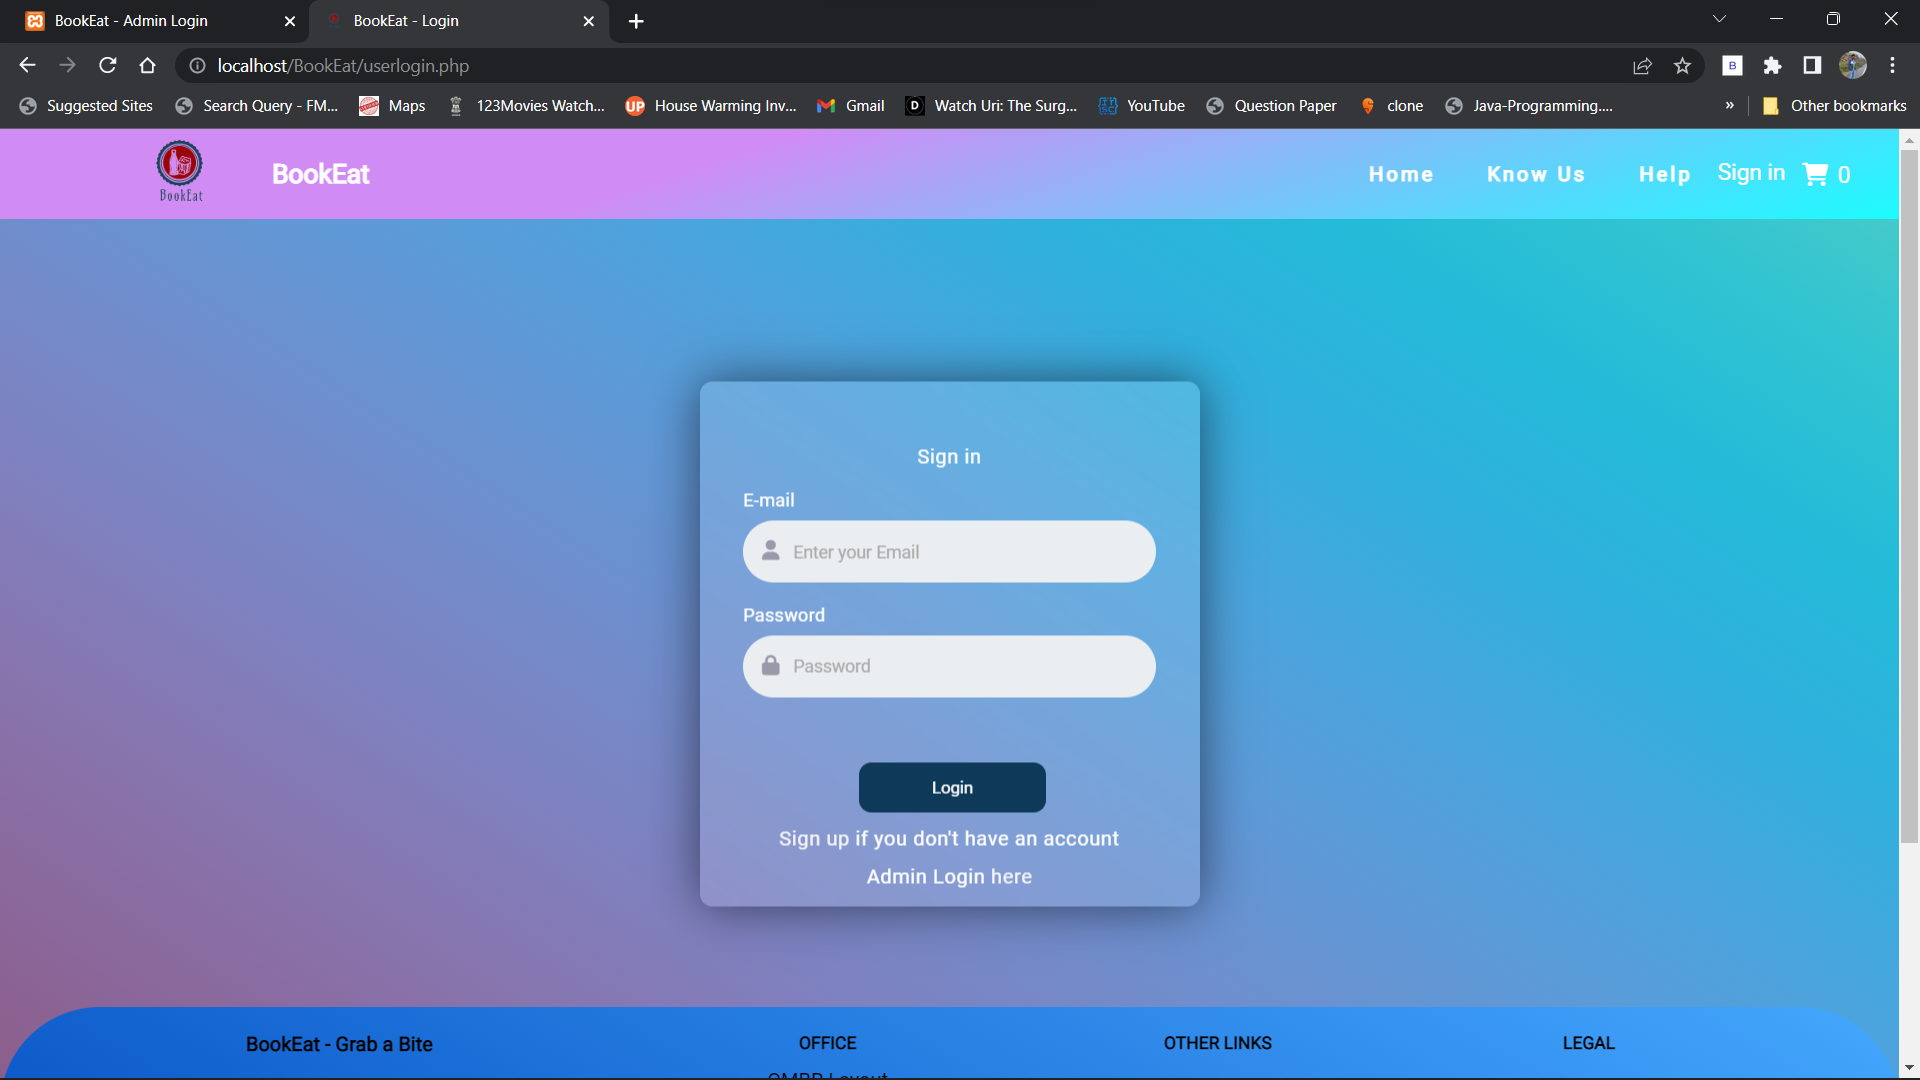 BookEat - Admin Login
BookEat - Login
localhost/BookEat/userlogin.php
B
Suggested Sites
Search Query - FM...
Maps
123Movies Watch...
UP House Warming Inv...
Gmail
D Watch Uri: The Surg...
YouTube
Question Paper
clone
Java-Programming....
»
Other bookmarks
BookEat
BookEat
Home
Know Us
Help
Sign in
0
Sign in
E-mail
Enter your Email
Password
Password
Login
Sign up if you don't have an account
Admin Login here
BookEat - Grab a Bite
OFFICE
OTHER LINKS
LEGAL